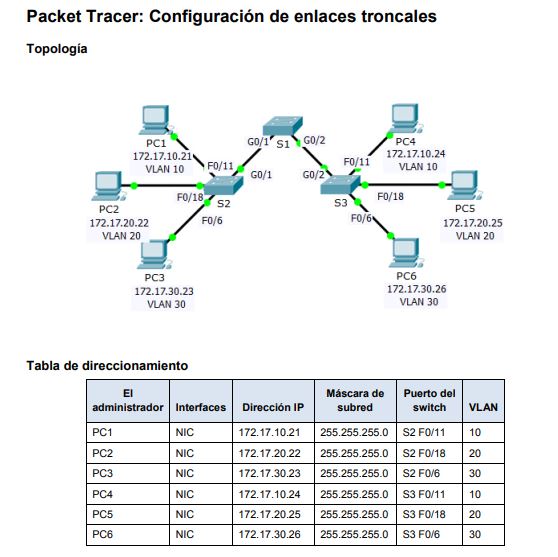 Packet Tracer: Configuración de enlaces troncales
Topología
PC1
172.17.10.21
VLAN 10
F0/11
G0/1
S1
G0/2
PC4
172.17.10.24
VLAN 10
F0/11
G0/1
G0/2
PC2
172.17.20.22
VLAN 20
F0/18
S2
F0/6
S3
F0/6
F0/18
PC5
172.17.20.25
VLAN 20
PC3
172.17.30.23
VLAN 30
PC6
172.17.30.26
VLAN 30
Tabla de direccionamiento
El administrador Interfaces Dirección IP Máscara de subred Puerto del switch VLAN
PC1 NIC 172.17.10.21 255.255.255.0 S2 F0/11 10
PC2 NIC 172.17.20.22 255.255.255.0 S2 F0/18 20
PC3 NIC 172.17.30.23 255.255.255.0 S2 F0/6 30
PC4 NIC 172.17.10.24 255.255.255.0 S3 F0/11 10
PC5 NIC 172.17.20.25 255.255.255.0 S3 F0/18 20
PC6 NIC 172.17.30.26 255.255.255.0 S3 F0/6 30